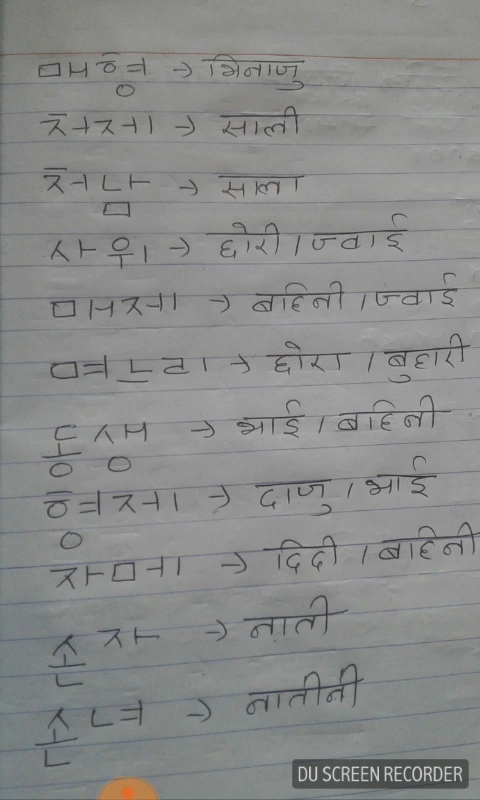 매형 → भिनाजु
처제 → साली
처남 → साला
사위 → छोरी । ज्वाई
매제 → बहिनी । ज्वाई
며느리 → छोरा । बुहारी
동생 → भाई । बहिनी
형제 → दाजु । भाई
자매 → दिदी । बाहिनी
손자 → नाती
손녀 → नातीनी
DU SCREEN RECORDER